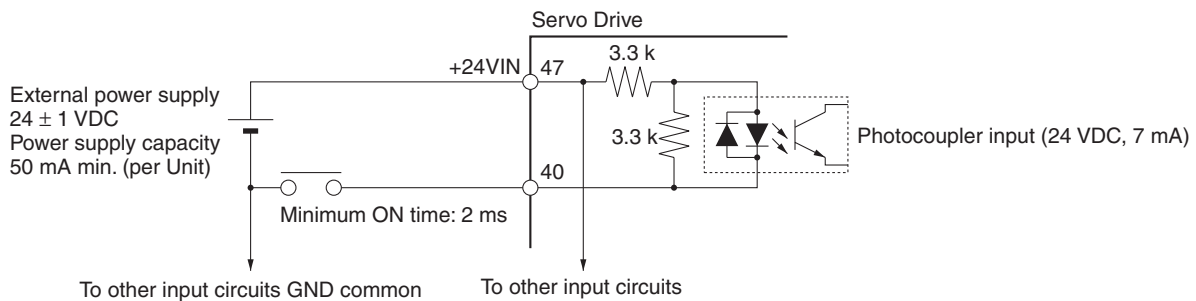 Servo Drive
3.3 k
+24VIN
47
External power supply
24 ± 1 VDC
Power supply capacity
50 mA min. (per Unit)
3.3 k
Photocoupler input (24 VDC, 7 mA)
40
Minimum ON time: 2 ms
To other input circuits GND common
To other input circuits